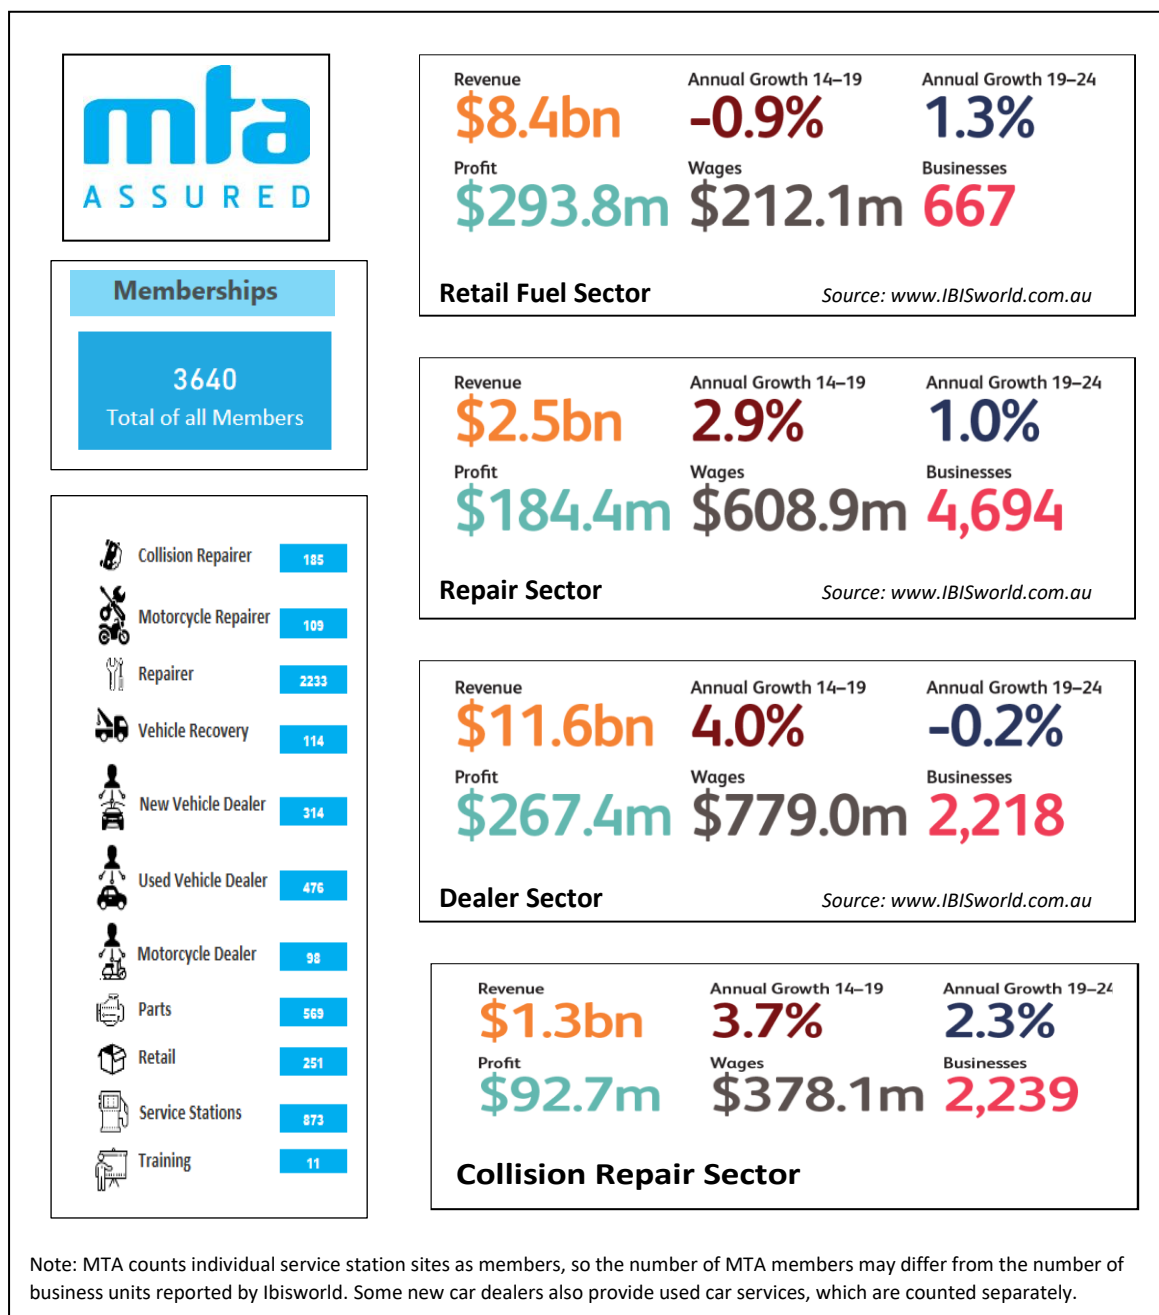 mta
ASSURED
Memberships
3640
Total of all Members
Collision Repairer 185
Motorcycle Repairer 109
Repairer 2233
Vehicle Recovery 114
New Vehicle Dealer 314
Used Vehicle Dealer 476
Motorcycle Dealer 98
Parts 569
Retail 251
Service Stations 873
Training 11
Revenue Annual Growth 14–19 Annual Growth 19–24
$8.4bn -0.9% 1.3%
Profit Wages Businesses
$293.8m $212.1m 667
Retail Fuel Sector Source: www.IBISworld.com.au
Revenue Annual Growth 14–19 Annual Growth 19–24
$2.5bn 2.9% 1.0%
Profit Wages Businesses
$184.4m $608.9m 4,694
Repair Sector Source: www.IBISworld.com.au
Revenue Annual Growth 14–19 Annual Growth 19–24
$11.6bn 4.0% -0.2%
Profit Wages Businesses
$267.4m $779.0m 2,218
Dealer Sector Source: www.IBISworld.com.au
Revenue Annual Growth 14–19 Annual Growth 19–24
$1.3bn 3.7% 2.3%
Profit Wages Businesses
$92.7m $378.1m 2,239
Collision Repair Sector
Note: MTA counts individual service station sites as members, so the number of MTA members may differ from the number of
business units reported by Ibisworld. Some new car dealers also provide used car services, which are counted separately.